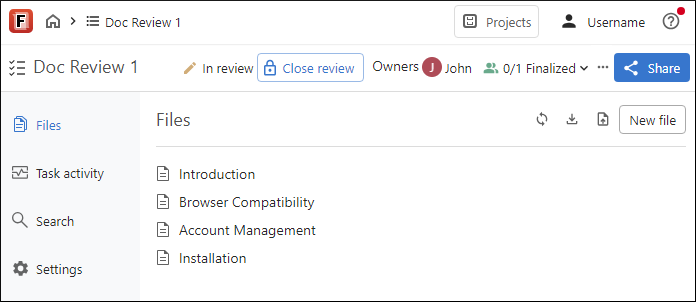 F Doc Review 1 Projects Username
Doc Review 1 In review Close review Owners J John 0/1 Finalized Share
Files
Task activity
Search
Settings
Files New file
Introduction
Browser Compatibility
Account Management
Installation